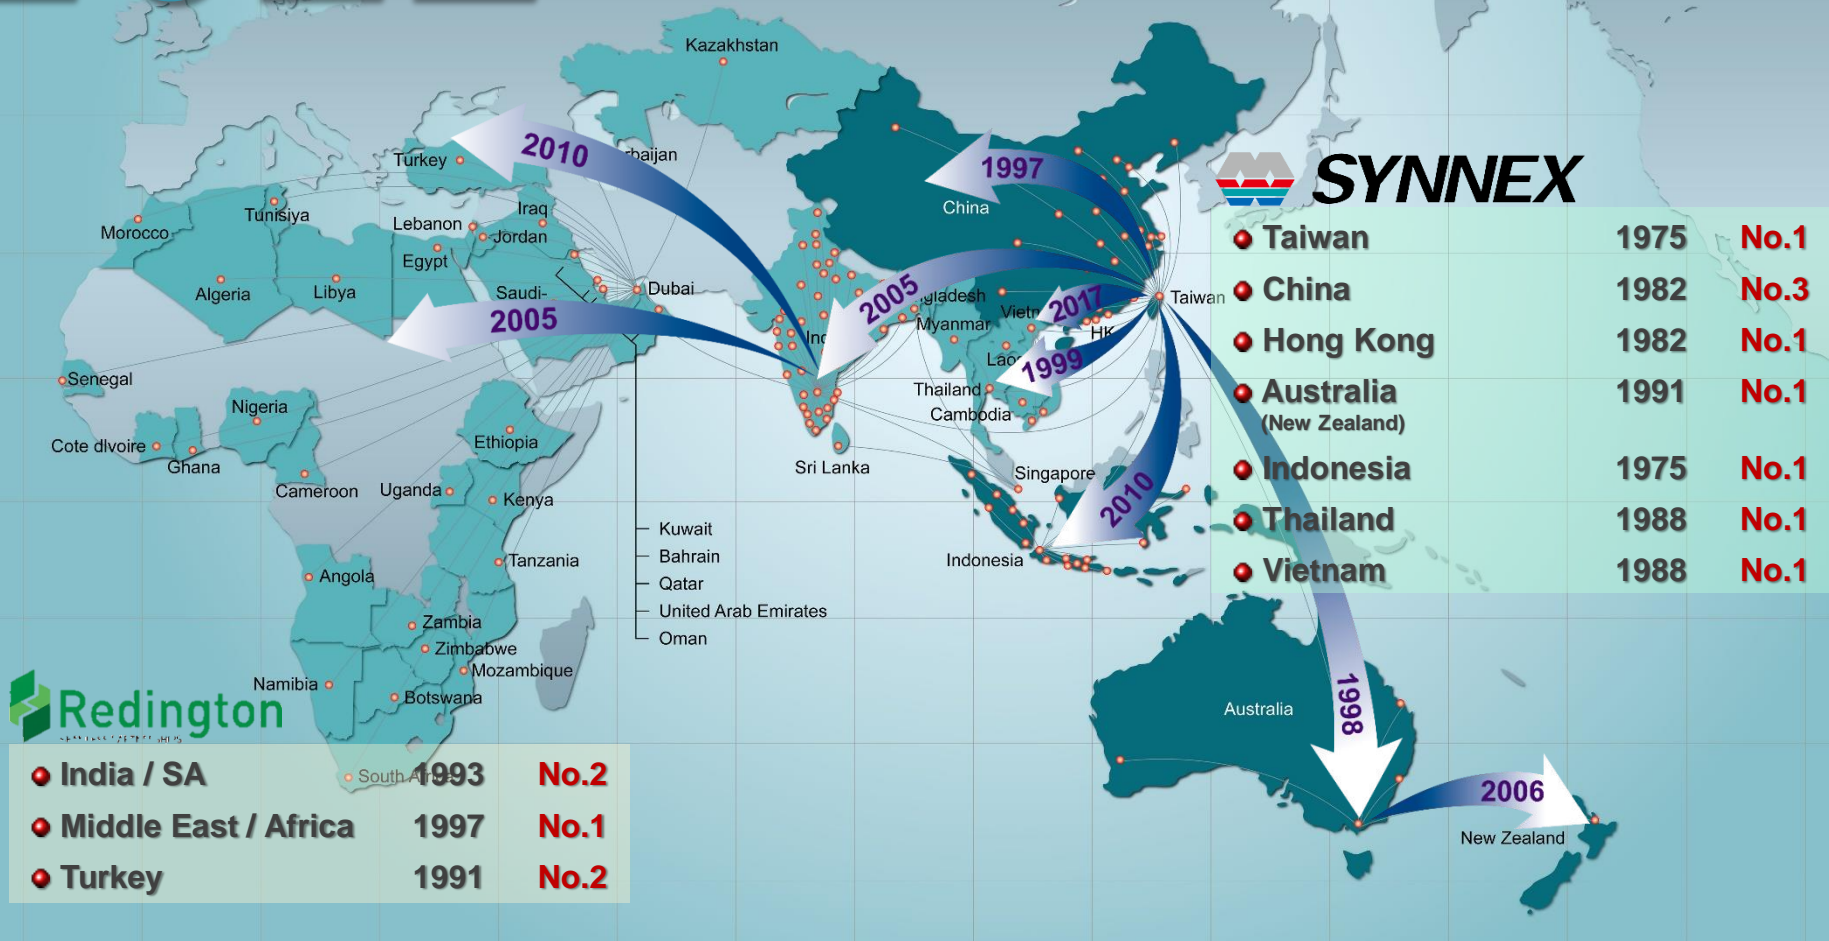 Kazakhstan
2010
rbaijan
Turkey
1997
China
SYNNEX
Tunisiya
Morocco
Iraq
Lebanon
Jordan
Egypt
Algeria
Libya
Saudi-
Dubai
2005
2005
gladesh
Myanmar
Vietn
2017
HK
Taiwan
Ind
Laos
1999
Thailand
Cambodia
Senegal
Nigeria
Cote dlvoire
Ghana
Cameroon
Ethiopia
Uganda
Kenya
Sri Lanka
Singapore
2010
Indonesia
Kuwait
Bahrain
Qatar
United Arab Emirates
Oman
Tanzania
Angola
Zambia
Zimbabwe
Mozambique
Namibia
Botswana
South Africa
Australia
1998
2006
New Zealand
Taiwan 1975 No.1
China 1982 No.3
Hong Kong 1982 No.1
Australia 1991 No.1
(New Zealand)
Indonesia 1975 No.1
Thailand 1988 No.1
Vietnam 1988 No.1
Redington
India / SA 1993 No.2
Middle East / Africa 1997 No.1
Turkey 1991 No.2